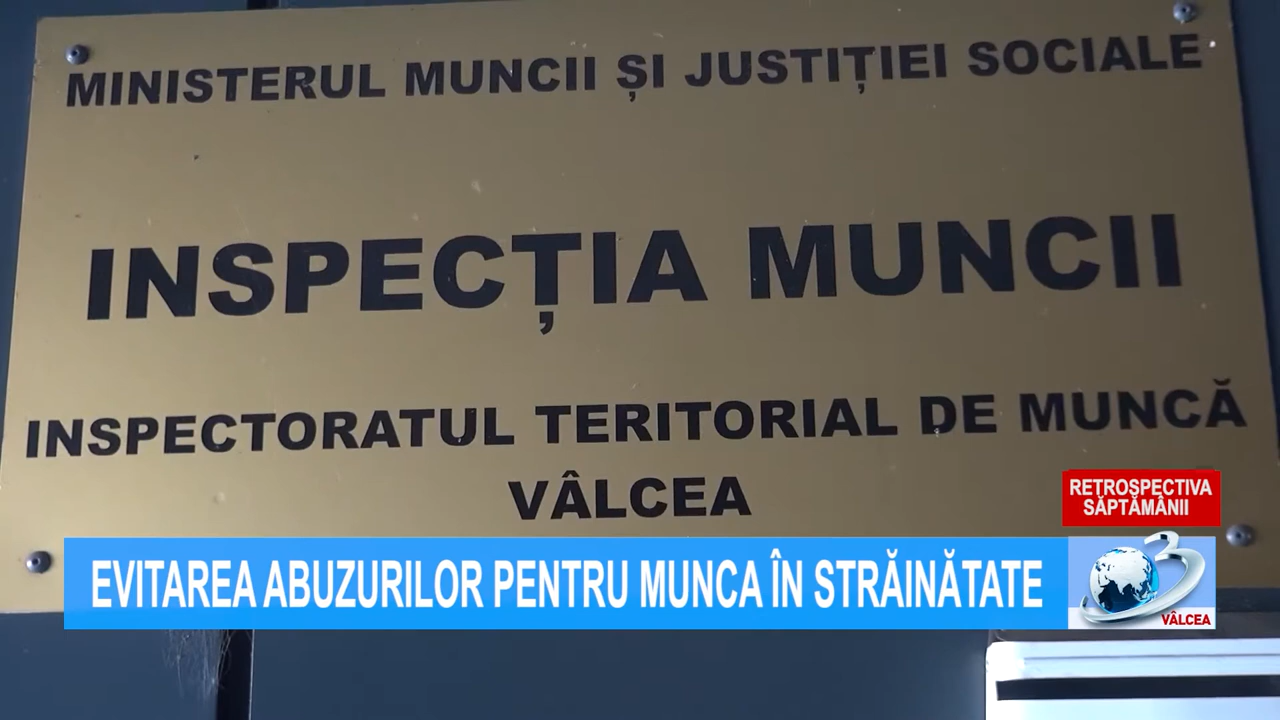 MINISTERUL MUNCII ȘI JUSTIȚIEI SOCIALE
INSPECȚIA MUNCII
INSPECTORATUL TERITORIAL DE MUNCĂ
VÂLCEA
RETROSPECTIVA
SĂPTĂMÂNII
EVITAREA ABUZURILOR PENTRU MUNCA ÎN STRĂINĂTATE
3
VÂLCEA